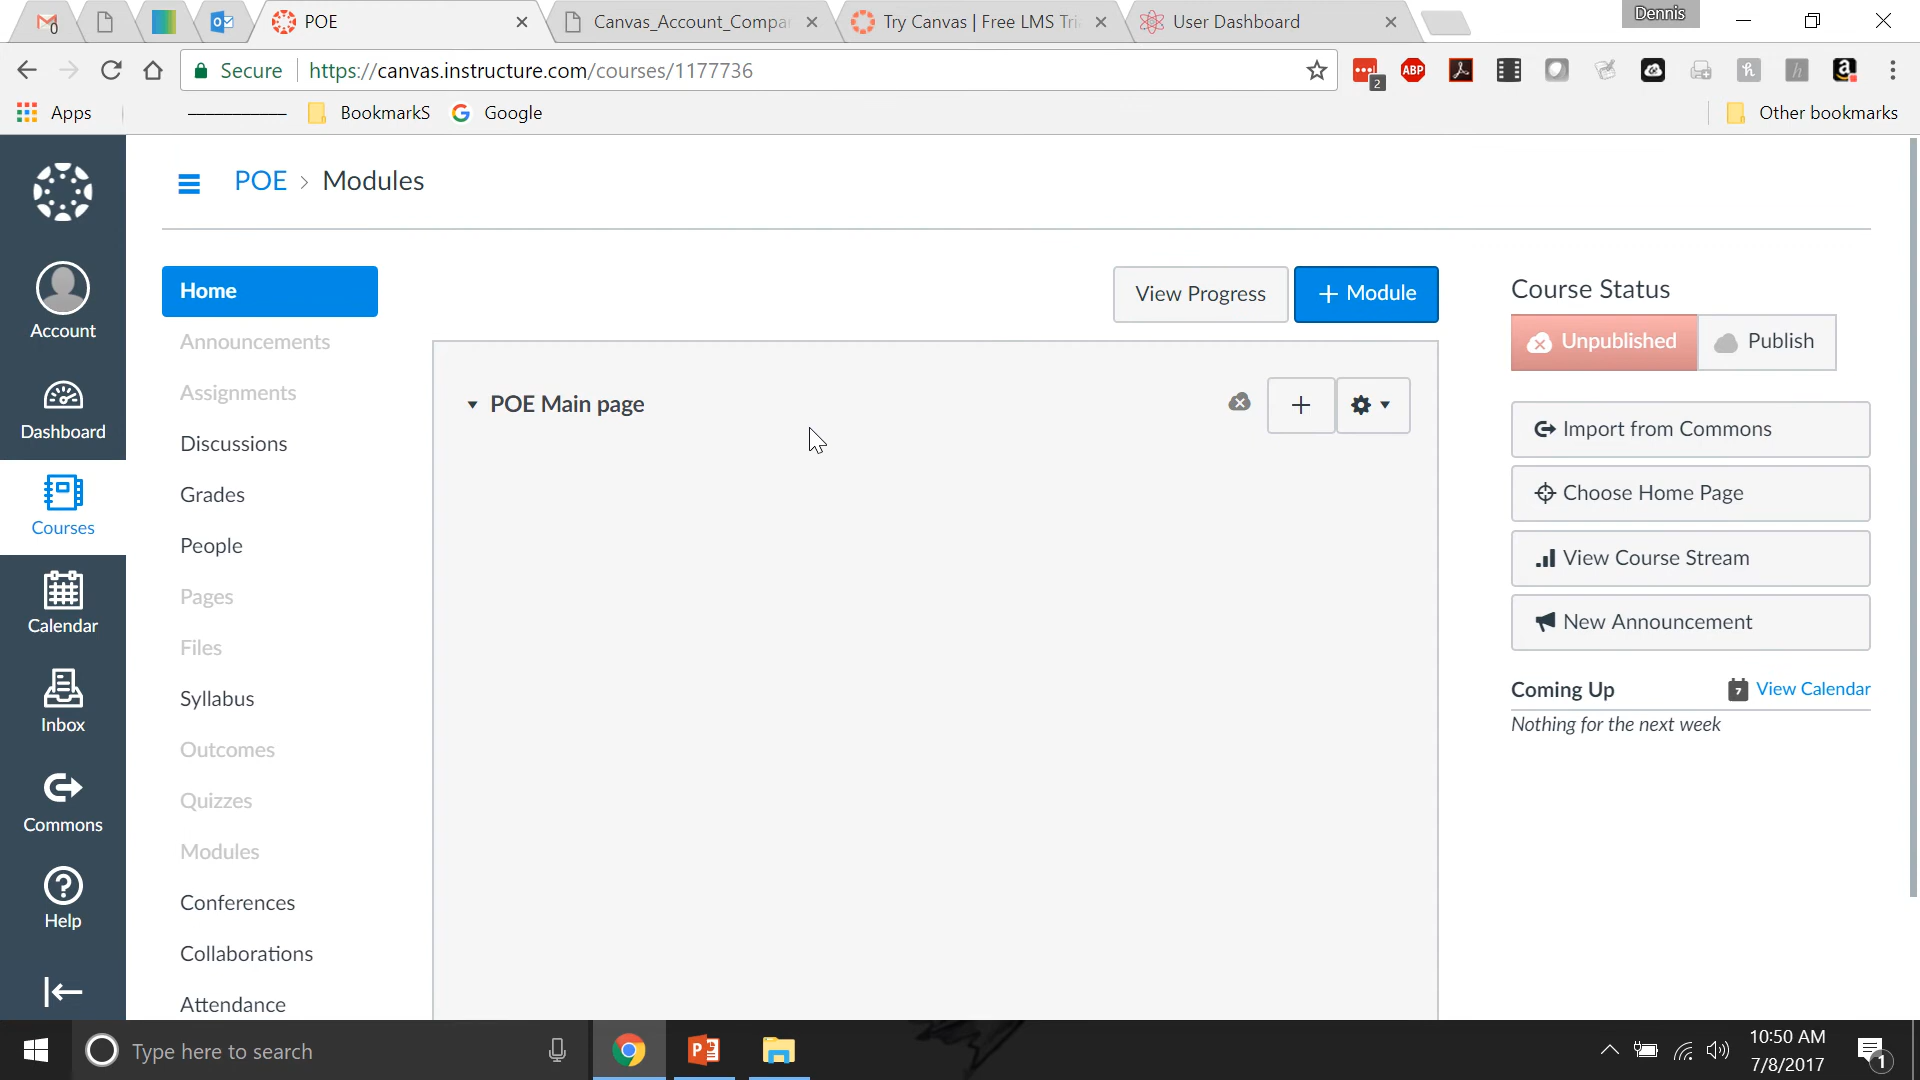 POE
Canvas_Account_Compa
Try Canvas | Free LMS Tri
User Dashboard
Dennis
Secure
https://canvas.instructure.com/courses/1177736
2
ABP
Apps
BookmarkS
Google
Other bookmarks
POE > Modules
Account
Dashboard
Courses
Calendar
Inbox
Commons
Help
Home
Announcements
Assignments
Discussions
Grades
People
Pages
Files
Syllabus
Outcomes
Quizzes
Modules
Conferences
Collaborations
Attendance
View Progress
+ Module
POE Main page
Course Status
Unpublished
Publish
Import from Commons
Choose Home Page
View Course Stream
New Announcement
Coming Up
7 View Calendar
Nothing for the next week
Type here to search
10:50 AM
7/8/2017
1